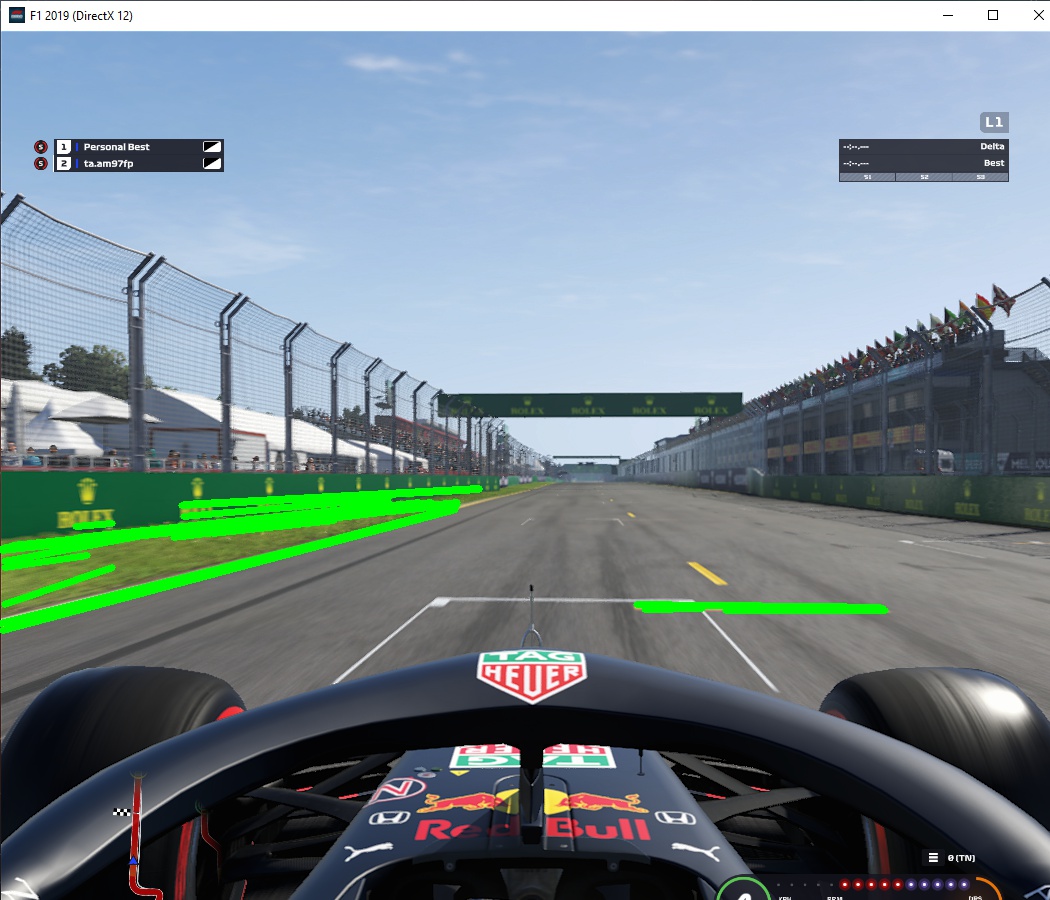 F1 2019 (DirectX 12)
L1
S 1 Personal Best
S 2 ta.am97fp
--:--.--- Delta
--:--.--- Best
S1 S2 S3
ROLEX ROLEX ROLEX ROLEX
ROLEX
TAG
HEUER
Red Bull
0 (TN)